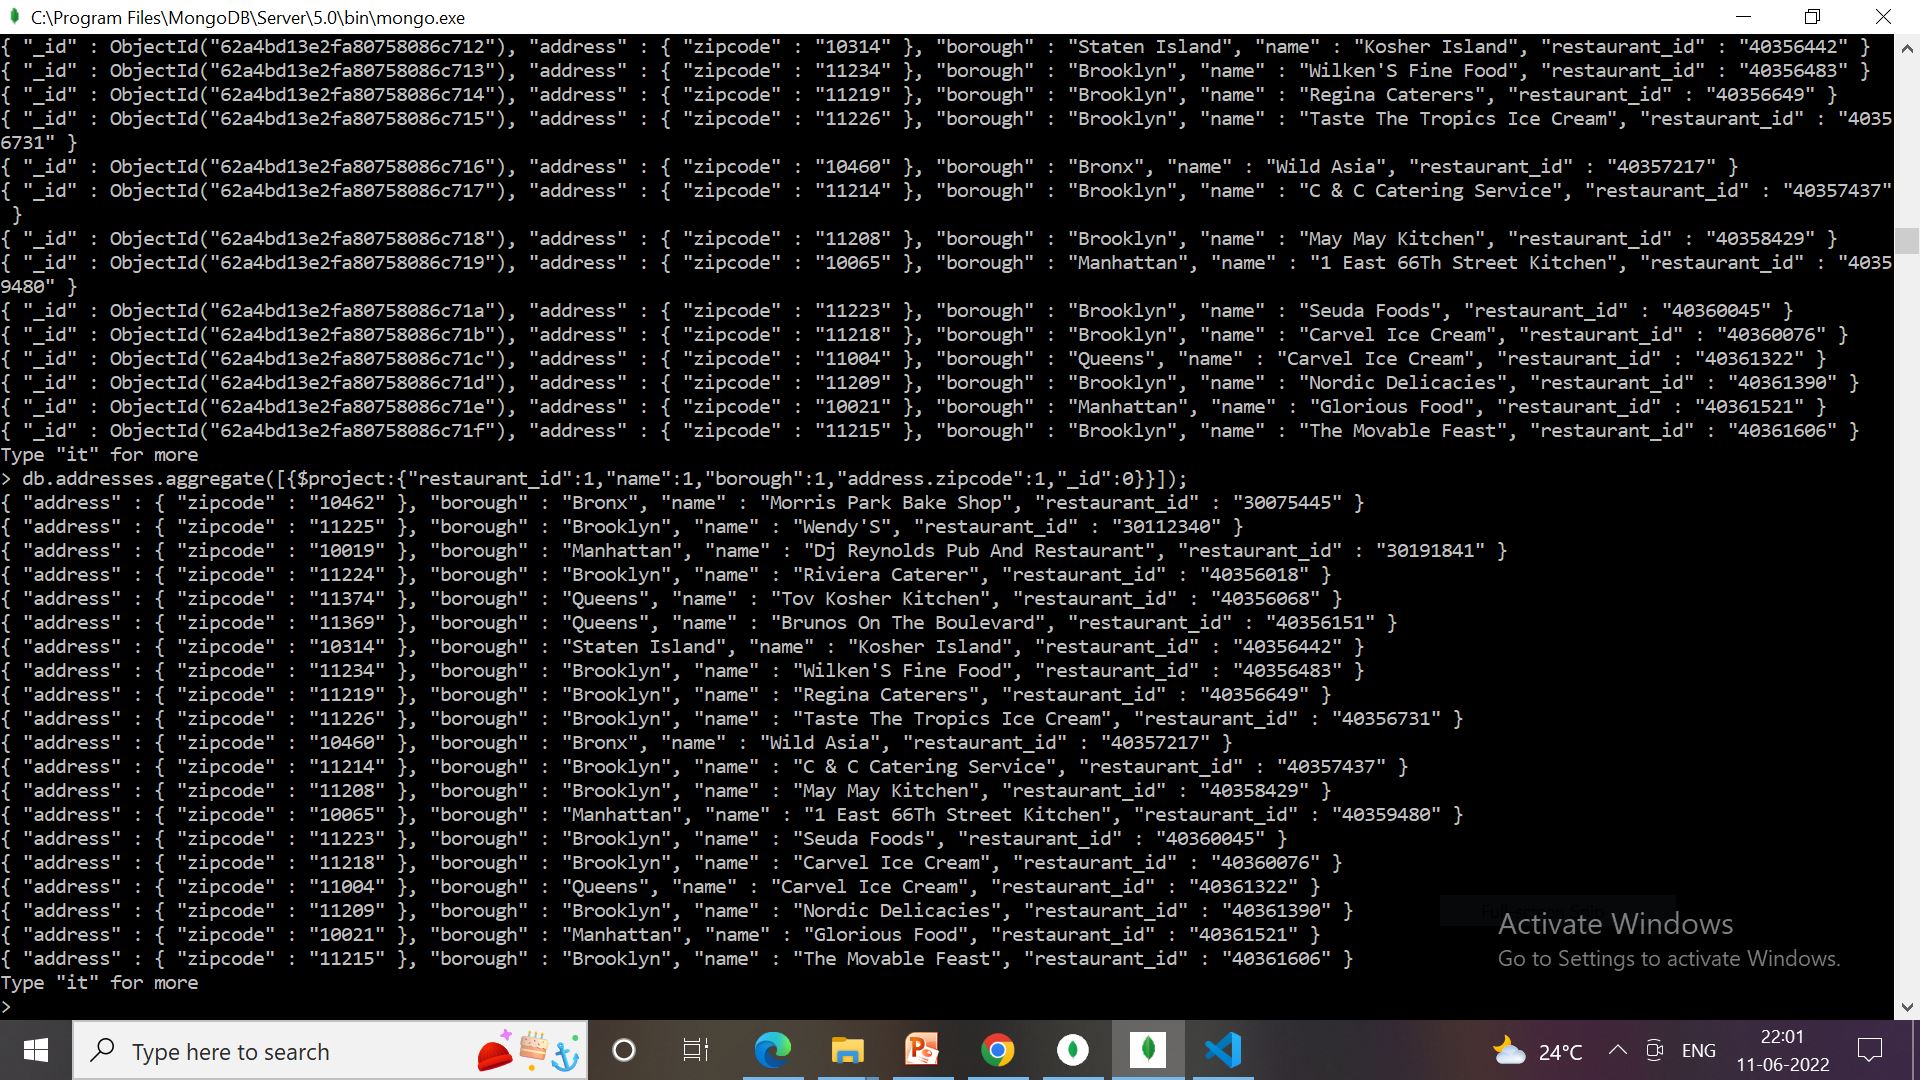 C:\Program Files\MongoDB\Server\5.0\bin\mongo.exe
{ "_id" : ObjectId("62a4bd13e2fa80758086c712"), "address" : { "zipcode" : "10314" }, "borough" : "Staten Island", "name" : "Kosher Island", "restaurant_id" : "40356442" }
{ "_id" : ObjectId("62a4bd13e2fa80758086c713"), "address" : { "zipcode" : "11234" }, "borough" : "Brooklyn", "name" : "Wilken'S Fine Food", "restaurant_id" : "40356483" }
{ "_id" : ObjectId("62a4bd13e2fa80758086c714"), "address" : { "zipcode" : "11219" }, "borough" : "Brooklyn", "name" : "Regina Caterers", "restaurant_id" : "40356649" }
{ "_id" : ObjectId("62a4bd13e2fa80758086c715"), "address" : { "zipcode" : "11226" }, "borough" : "Brooklyn", "name" : "Taste The Tropics Ice Cream", "restaurant_id" : "4035
6731" }
{ "_id" : ObjectId("62a4bd13e2fa80758086c716"), "address" : { "zipcode" : "10460" }, "borough" : "Bronx", "name" : "Wild Asia", "restaurant_id" : "40357217" }
{ "_id" : ObjectId("62a4bd13e2fa80758086c717"), "address" : { "zipcode" : "11214" }, "borough" : "Brooklyn", "name" : "C & C Catering Service", "restaurant_id" : "40357437"
}
{ "_id" : ObjectId("62a4bd13e2fa80758086c718"), "address" : { "zipcode" : "11208" }, "borough" : "Brooklyn", "name" : "May May Kitchen", "restaurant_id" : "40358429" }
{ "_id" : ObjectId("62a4bd13e2fa80758086c719"), "address" : { "zipcode" : "10065" }, "borough" : "Manhattan", "name" : "1 East 66Th Street Kitchen", "restaurant_id" : "4035
9480" }
{ "_id" : ObjectId("62a4bd13e2fa80758086c71a"), "address" : { "zipcode" : "11223" }, "borough" : "Brooklyn", "name" : "Seuda Foods", "restaurant_id" : "40360045" }
{ "_id" : ObjectId("62a4bd13e2fa80758086c71b"), "address" : { "zipcode" : "11218" }, "borough" : "Brooklyn", "name" : "Carvel Ice Cream", "restaurant_id" : "40360076" }
{ "_id" : ObjectId("62a4bd13e2fa80758086c71c"), "address" : { "zipcode" : "11004" }, "borough" : "Queens", "name" : "Carvel Ice Cream", "restaurant_id" : "40361322" }
{ "_id" : ObjectId("62a4bd13e2fa80758086c71d"), "address" : { "zipcode" : "11209" }, "borough" : "Brooklyn", "name" : "Nordic Delicacies", "restaurant_id" : "40361390" }
{ "_id" : ObjectId("62a4bd13e2fa80758086c71e"), "address" : { "zipcode" : "10021" }, "borough" : "Manhattan", "name" : "Glorious Food", "restaurant_id" : "40361521" }
{ "_id" : ObjectId("62a4bd13e2fa80758086c71f"), "address" : { "zipcode" : "11215" }, "borough" : "Brooklyn", "name" : "The Movable Feast", "restaurant_id" : "40361606" }
Type "it" for more
> db.addresses.aggregate([{$project:{"restaurant_id":1,"name":1,"borough":1,"address.zipcode":1,"_id":0}}]);
{ "address" : { "zipcode" : "10462" }, "borough" : "Bronx", "name" : "Morris Park Bake Shop", "restaurant_id" : "30075445" }
{ "address" : { "zipcode" : "11225" }, "borough" : "Brooklyn", "name" : "Wendy'S", "restaurant_id" : "30112340" }
{ "address" : { "zipcode" : "10019" }, "borough" : "Manhattan", "name" : "Dj Reynolds Pub And Restaurant", "restaurant_id" : "30191841" }
{ "address" : { "zipcode" : "11224" }, "borough" : "Brooklyn", "name" : "Riviera Caterer", "restaurant_id" : "40356018" }
{ "address" : { "zipcode" : "11374" }, "borough" : "Queens", "name" : "Tov Kosher Kitchen", "restaurant_id" : "40356068" }
{ "address" : { "zipcode" : "11369" }, "borough" : "Queens", "name" : "Brunos On The Boulevard", "restaurant_id" : "40356151" }
{ "address" : { "zipcode" : "10314" }, "borough" : "Staten Island", "name" : "Kosher Island", "restaurant_id" : "40356442" }
{ "address" : { "zipcode" : "11234" }, "borough" : "Brooklyn", "name" : "Wilken'S Fine Food", "restaurant_id" : "40356483" }
{ "address" : { "zipcode" : "11219" }, "borough" : "Brooklyn", "name" : "Regina Caterers", "restaurant_id" : "40356649" }
{ "address" : { "zipcode" : "11226" }, "borough" : "Brooklyn", "name" : "Taste The Tropics Ice Cream", "restaurant_id" : "40356731" }
{ "address" : { "zipcode" : "10460" }, "borough" : "Bronx", "name" : "Wild Asia", "restaurant_id" : "40357217" }
{ "address" : { "zipcode" : "11214" }, "borough" : "Brooklyn", "name" : "C & C Catering Service", "restaurant_id" : "40357437" }
{ "address" : { "zipcode" : "11208" }, "borough" : "Brooklyn", "name" : "May May Kitchen", "restaurant_id" : "40358429" }
{ "address" : { "zipcode" : "10065" }, "borough" : "Manhattan", "name" : "1 East 66Th Street Kitchen", "restaurant_id" : "40359480" }
{ "address" : { "zipcode" : "11223" }, "borough" : "Brooklyn", "name" : "Seuda Foods", "restaurant_id" : "40360045" }
{ "address" : { "zipcode" : "11218" }, "borough" : "Brooklyn", "name" : "Carvel Ice Cream", "restaurant_id" : "40360076" }
{ "address" : { "zipcode" : "11004" }, "borough" : "Queens", "name" : "Carvel Ice Cream", "restaurant_id" : "40361322" }
{ "address" : { "zipcode" : "11209" }, "borough" : "Brooklyn", "name" : "Nordic Delicacies", "restaurant_id" : "40361390" }
{ "address" : { "zipcode" : "10021" }, "borough" : "Manhattan", "name" : "Glorious Food", "restaurant_id" : "40361521" }
{ "address" : { "zipcode" : "11215" }, "borough" : "Brooklyn", "name" : "The Movable Feast", "restaurant_id" : "40361606" }
Type "it" for more
>
Activate Windows
Go to Settings to activate Windows.
Type here to search
24°C
ENG
22:01
11-06-2022